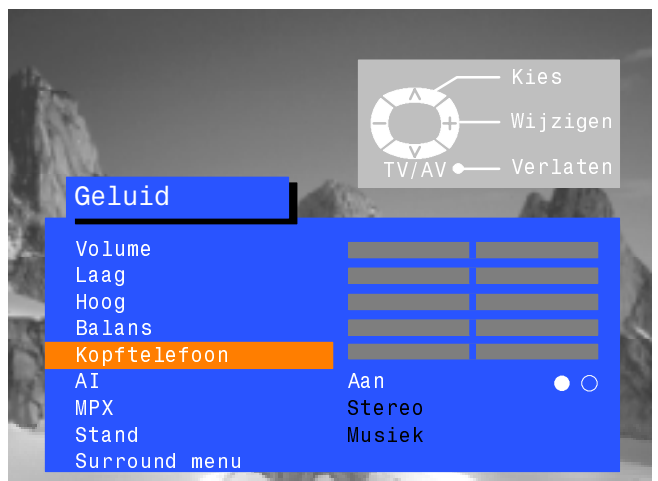 Kies
Wijzigen
TV/AV Verlaten
Geluid
Volume
Laag
Hoog
Balans
Kopftelefoon
AI Aan
MPX Stereo
Stand Musiek
Surround menu